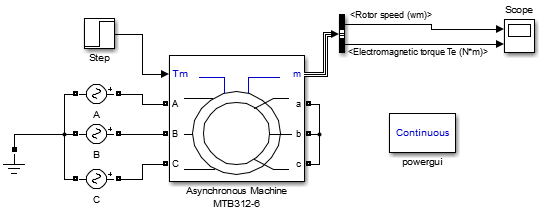 <Rotor speed (wm)>
Scope
<Electromagnetic torque Te (N*m)>
Step
Tm
m
A
a
A
B
b
B
C
c
C
Continuous
powergui
Asynchronous Machine
MTB312-6